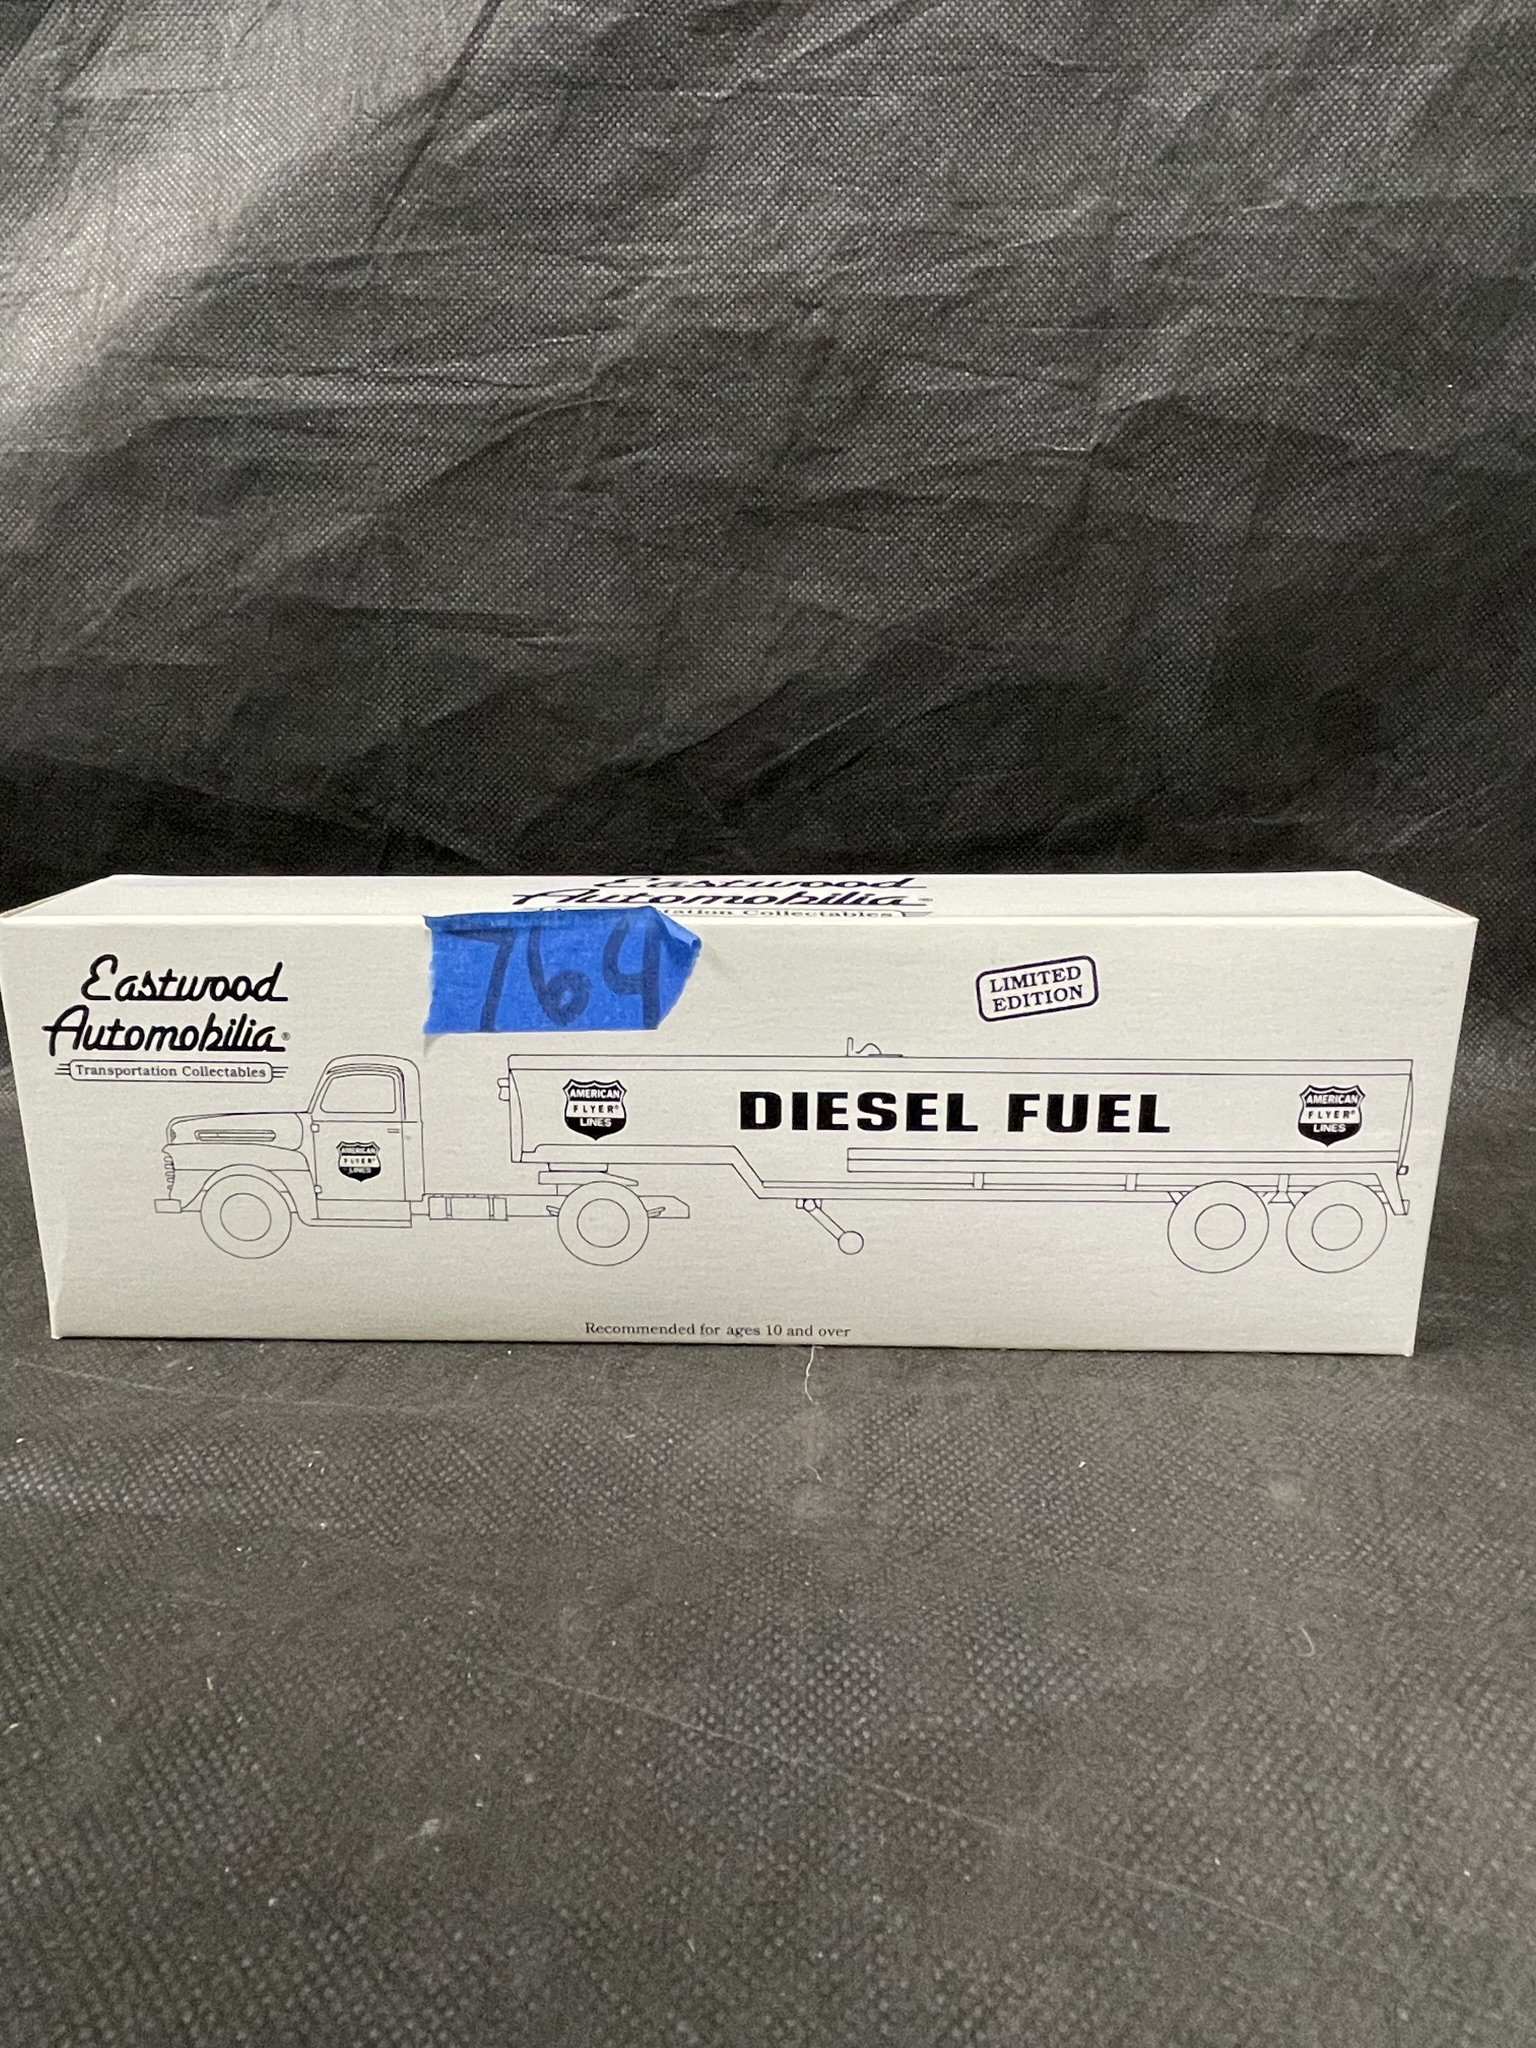 Eastwood
Automobilia
Collectables
764
Eastwood
Automobilia®
Transportation Collectables
LIMITED
EDITION
AMERICAN
FLYER®
LINES
DIESEL FUEL
AMERICAN
FLYER®
LINES
AMERICAN
FLYER®
LINES
Recommended for ages 10 and over